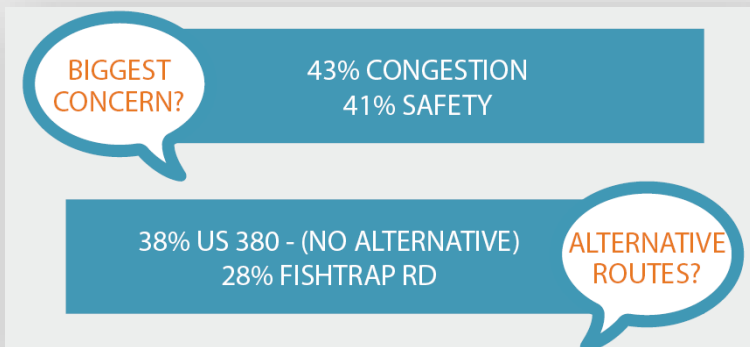 BIGGEST
CONCERN?
43% CONGESTION
41% SAFETY
38% US 380 - (NO ALTERNATIVE)
28% FISHTRAP RD
ALTERNATIVE
ROUTES?